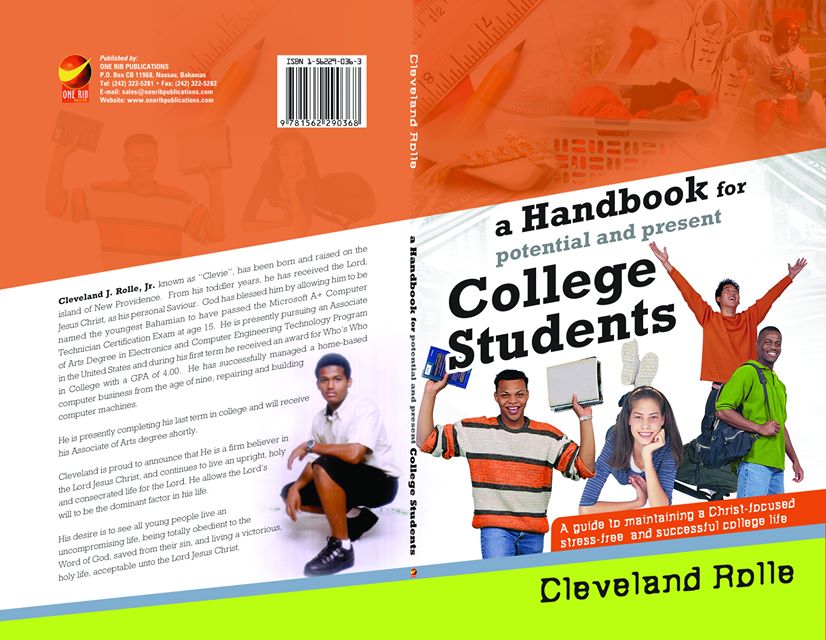 Published by:
ONE RIB PUBLICATIONS
P.O. Box CB 11968, Nassau, Bahamas
Tel: (242) 322-5281 • Fax: (242) 322-5282
E-mail: sales@oneribpublications.com
Website: www.oneribpublications.com
ONE RIB
ISBN 1-56229-036-3
9 781562 290368
Cleveland J. Rolle, Jr. known as "Clevie", has been born and raised on the
island of New Providence. From his toddler years, he has received the Lord,
Jesus Christ, as his personal Saviour. God has blessed him by allowing him to be
named the youngest Bahamian to have passed the Microsoft A+ Computer
Technician Certification Exam at age 15. He is presently pursuing an Associate
of Arts Degree in Electronics and Computer Engineering Technology Program
in the United States and during his first term he received an award for Who's Who
in College with a GPA of 4.00. He has successfully managed a home-based
computer business from the age of nine, repairing and building
computer machines.
He is presently completing his last term in college and will receive
his Associate of Arts degree shortly.
Cleveland is proud to announce that He is a firm believer in
the Lord Jesus Christ, and continues to live an upright, holy
and consecrated life for the Lord. He allows the Lord's
will to be the dominant factor in his life.
His desire is to see all young people live an
uncompromising life, being totally obedient to the
Word of God, saved from their sin, and living a victorious,
holy life, acceptable unto the Lord Jesus Christ.
Cleveland Rolle
a Handbook for potential and present College Students
a Handbook for
potential and present
College
Students
A guide to maintaining a Christ-focused
stress-free and successful college life
Cleveland Rolle